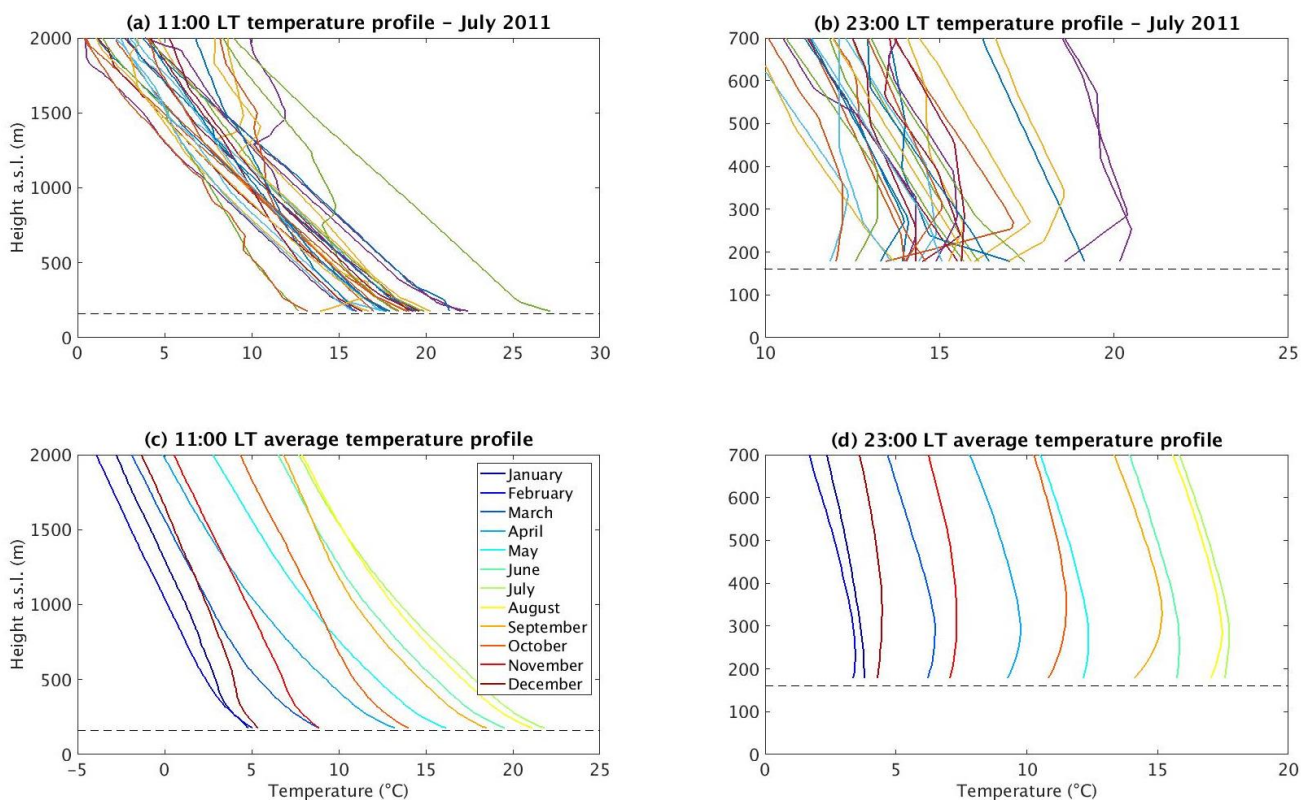 (a) 11:00 LT temperature profile – July 2011
(b) 23:00 LT temperature profile – July 2011
2000
1500
1000
500
0
Height a.s.l. (m)
0 5 10 15 20 25 30
700
600
500
400
300
200
100
0
10 15 20 25
(c) 11:00 LT average temperature profile
(d) 23:00 LT average temperature profile
2000
1500
1000
500
0
Height a.s.l. (m)
January
February
March
April
May
June
July
August
September
October
November
December
-5 0 5 10 15 20 25
Temperature (°C)
700
600
500
400
300
200
100
0
0 5 10 15 20
Temperature (°C)